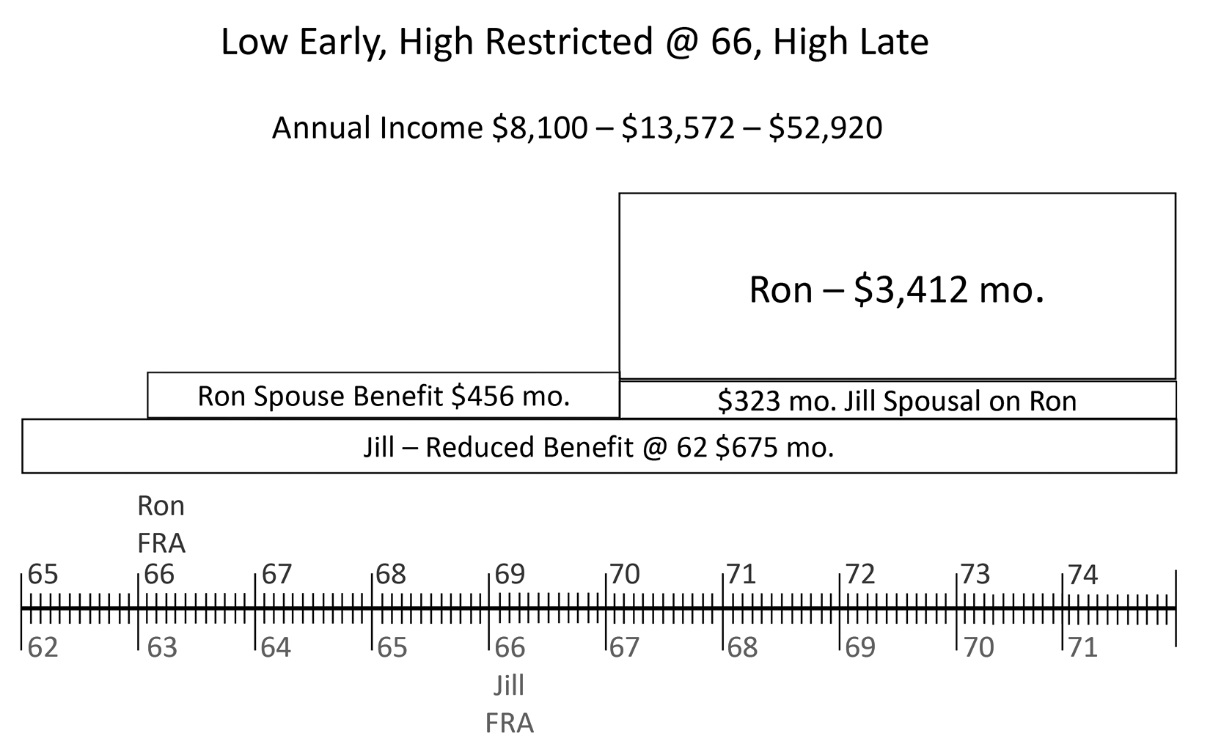 Low Early, High Restricted @ 66, High Late
Annual Income $8,100 – $13,572 – $52,920
Ron – $3,412 mo.
Ron Spouse Benefit $456 mo.
$323 mo. Jill Spousal on Ron
Jill – Reduced Benefit @ 62 $675 mo.
Ron
FRA
65 66 67 68 69 70 71 72 73 74
62 63 64 65 66 67 68 69 70 71
Jill
FRA